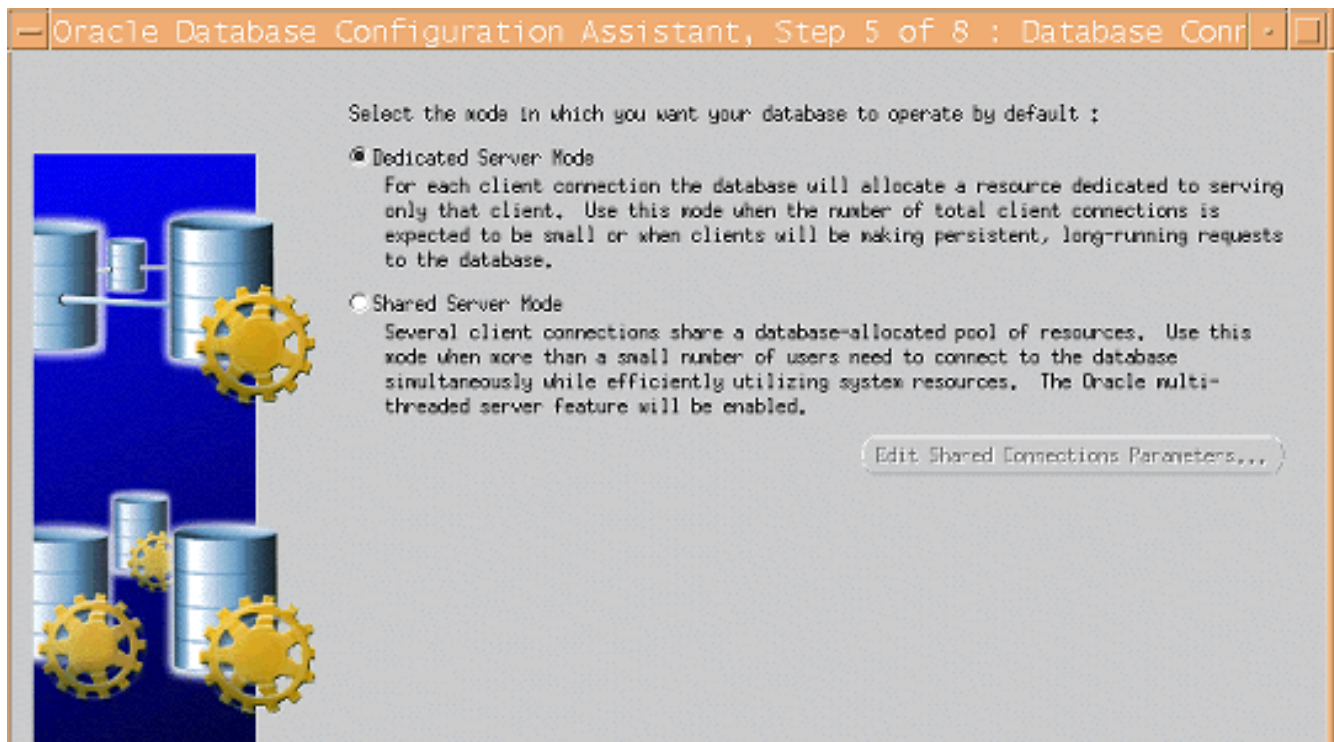 Oracle Database Configuration Assistant, Step 5 of 8 : Database Conn
Select the mode in which you want your database to operate by default :
Dedicated Server Mode
For each client connection the database will allocate a resource dedicated to serving
only that client. Use this mode when the number of total client connections is
expected to be small or when clients will be making persistent, long-running requests
to the database.
Shared Server Mode
Several client connections share a database-allocated pool of resources. Use this
mode when more than a small number of users need to connect to the database
simultaneously while efficiently utilizing system resources. The Oracle multi-
threaded server feature will be enabled.
Edit Shared Connections Parameters...